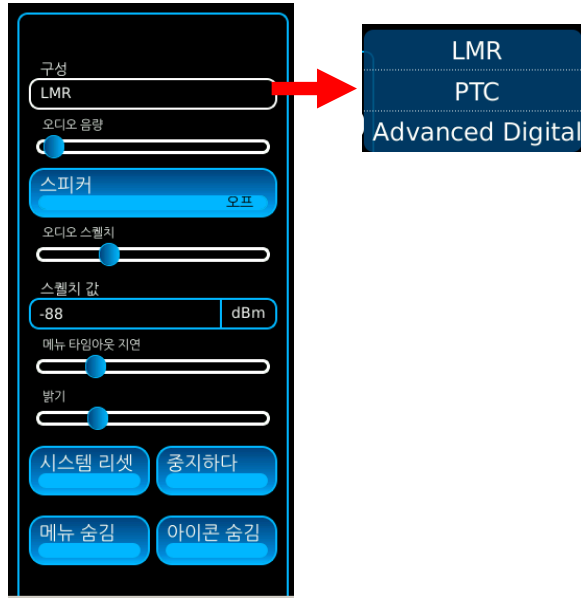 구성
LMR
오디오 음량
스피커
오프
오디오 스퀠치
스퀠치 값
-88 dBm
메뉴 타임아웃 지연
밝기
시스템 리셋 중지하다
메뉴 숨김 아이콘 숨김
LMR
PTC
Advanced Digital